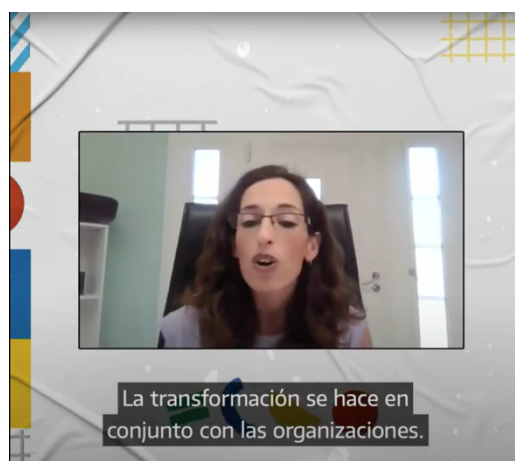 La transformación se hace en
conjunto con las organizaciones.